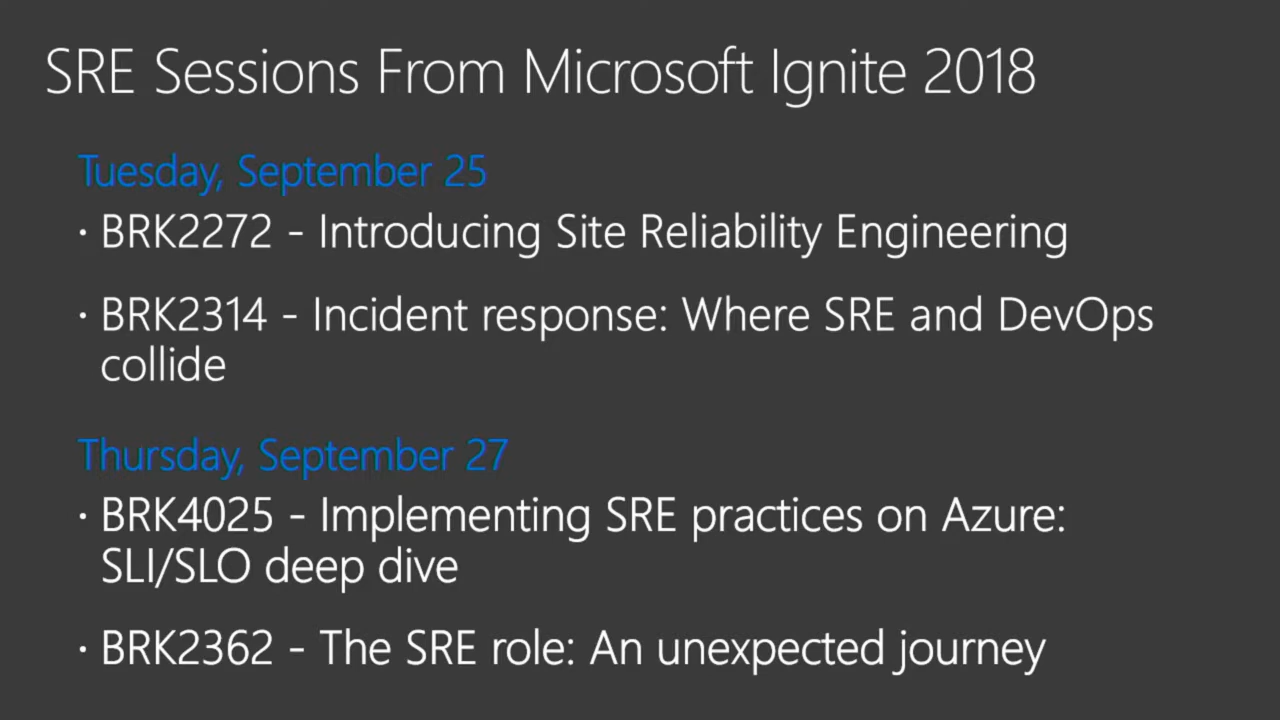 SRE Sessions From Microsoft Ignite 2018
Tuesday, September 25
· BRK2272 - Introducing Site Reliability Engineering
· BRK2314 - Incident response: Where SRE and DevOps
collide
Thursday, September 27
· BRK4025 - Implementing SRE practices on Azure:
SLI/SLO deep dive
· BRK2362 - The SRE role: An unexpected journey